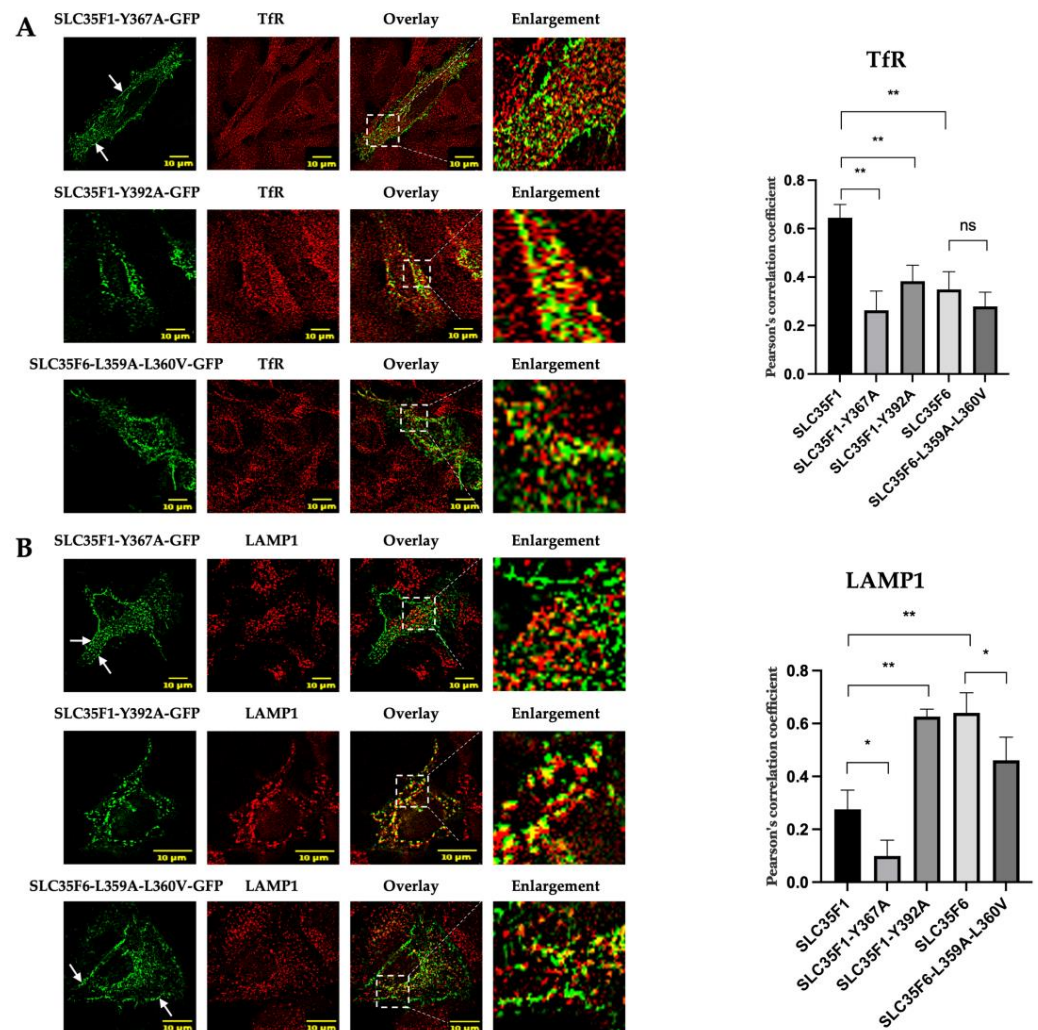 A
SLC35F1-Y367A-GFP TfR Overlay Enlargement
10 µm 10 µm 10 µm
SLC35F1-Y392A-GFP TfR Overlay Enlargement
10 µm 10 µm 10 µm
SLC35F6-L359A-L360V-GFP TfR Overlay Enlargement
10 µm 10 µm 10 µm
TfR
**
**
**
ns
Pearson's correlation coefficient
0.8
0.6
0.4
0.2
0.0
SLC35F1
SLC35F1-Y367A
SLC35F1-Y392A
SLC35F6
SLC35F6-L359A-L360V
B
SLC35F1-Y367A-GFP LAMP1 Overlay Enlargement
10 µm 10 µm 10 µm
SLC35F1-Y392A-GFP LAMP1 Overlay Enlargement
10 µm 10 µm 10 µm
SLC35F6-L359A-L360V-GFP LAMP1 Overlay Enlargement
10 µm 10 µm 10 µm
LAMP1
**
**
*
*
Pearson's correlation coefficient
0.8
0.6
0.4
0.2
0.0
SLC35F1
SLC35F1-Y367A
SLC35F1-Y392A
SLC35F6
SLC35F6-L359A-L360V